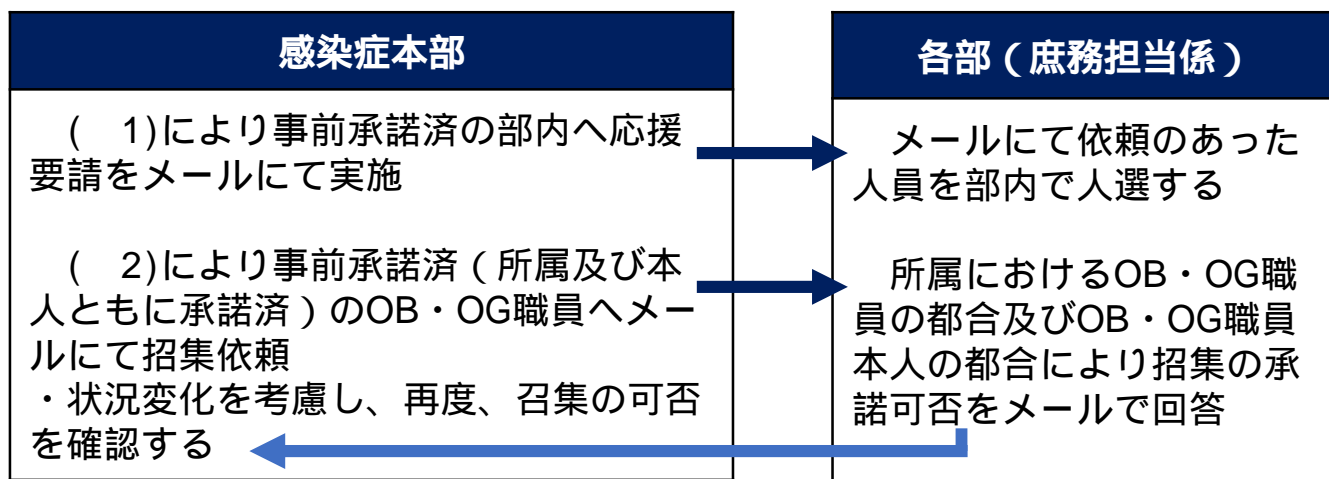 感染症本部
( 1)により事前承諾済の部内へ応援
要請をメールにて実施
( 2)により事前承諾済（所属及び本
人ともに承諾済）のOB・OG職員へメー
ルにて招集依頼
・状況変化を考慮し、再度、召集の可否
を確認する
各部（庶務担当係）
メールにて依頼のあった
人員を部内で人選する
所属におけるOB・OG職
員の都合及びOB・OG職員
本人の都合により招集の承
諾可否をメールで回答